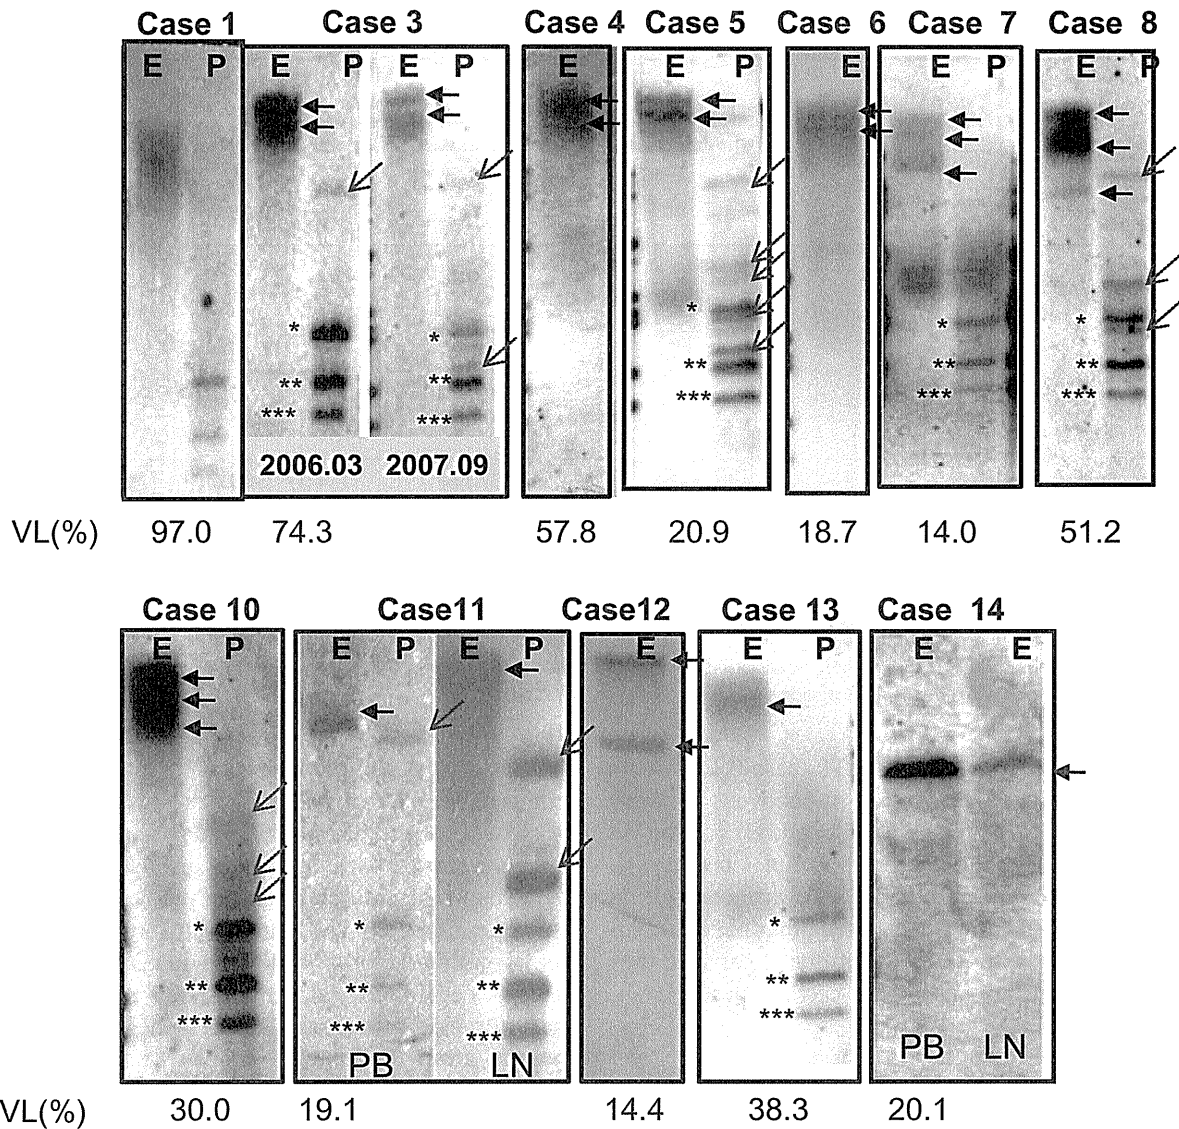 Case 1 Case 3 Case 4 Case 5 Case 6 Case 7 Case 8
E P E P E P E E P E E P E P
* * * * *
** ** ** ** **
*** *** *** *** ***
2006.03 2007.09
VL(%) 97.0 74.3 57.8 20.9 18.7 14.0 51.2
Case 10 Case11 Case12 Case 13 Case 14
E P E P E P E E P E E
* * * *
** ** ** **
*** *** *** ***
PB LN PB LN
VL(%) 30.0 19.1 14.4 38.3 20.1